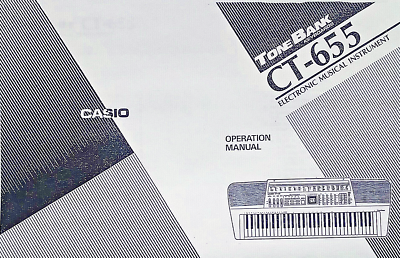 TONE BANK
CT-655
ELECTRONIC MUSICAL INSTRUMENT
CASIO
OPERATION
MANUAL